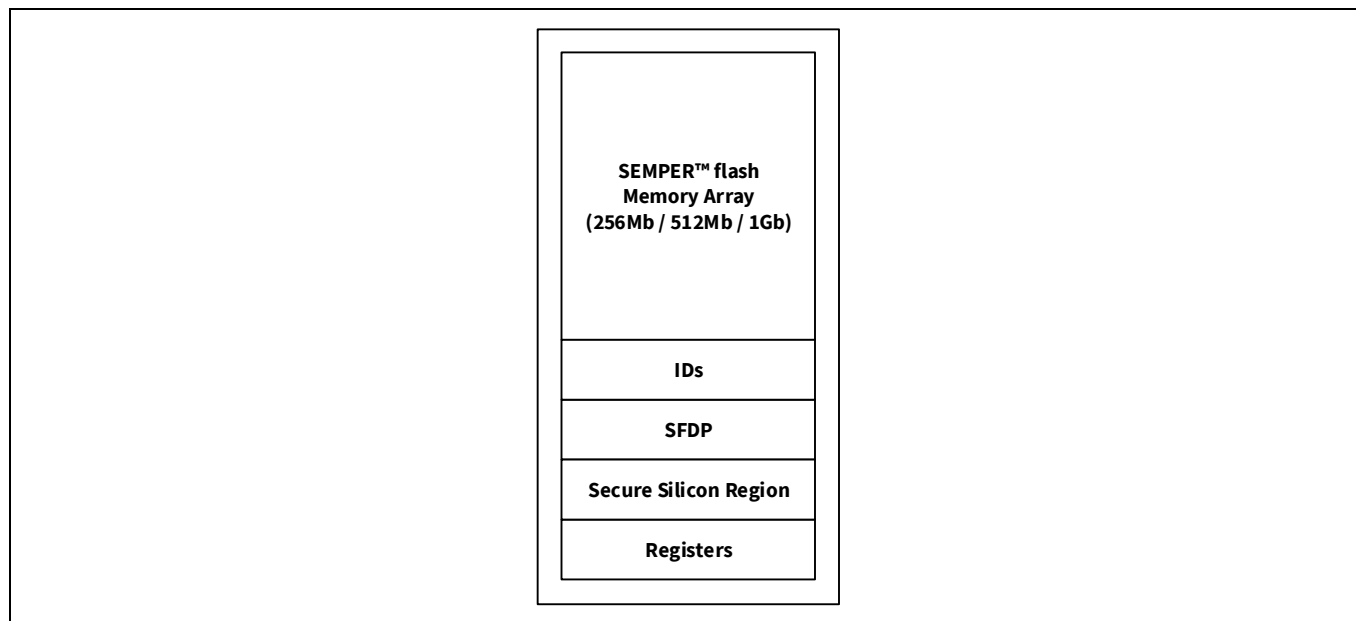 SEMPER™ flash
Memory Array
(256Mb / 512Mb / 1Gb)
IDs
SFDP
Secure Silicon Region
Registers